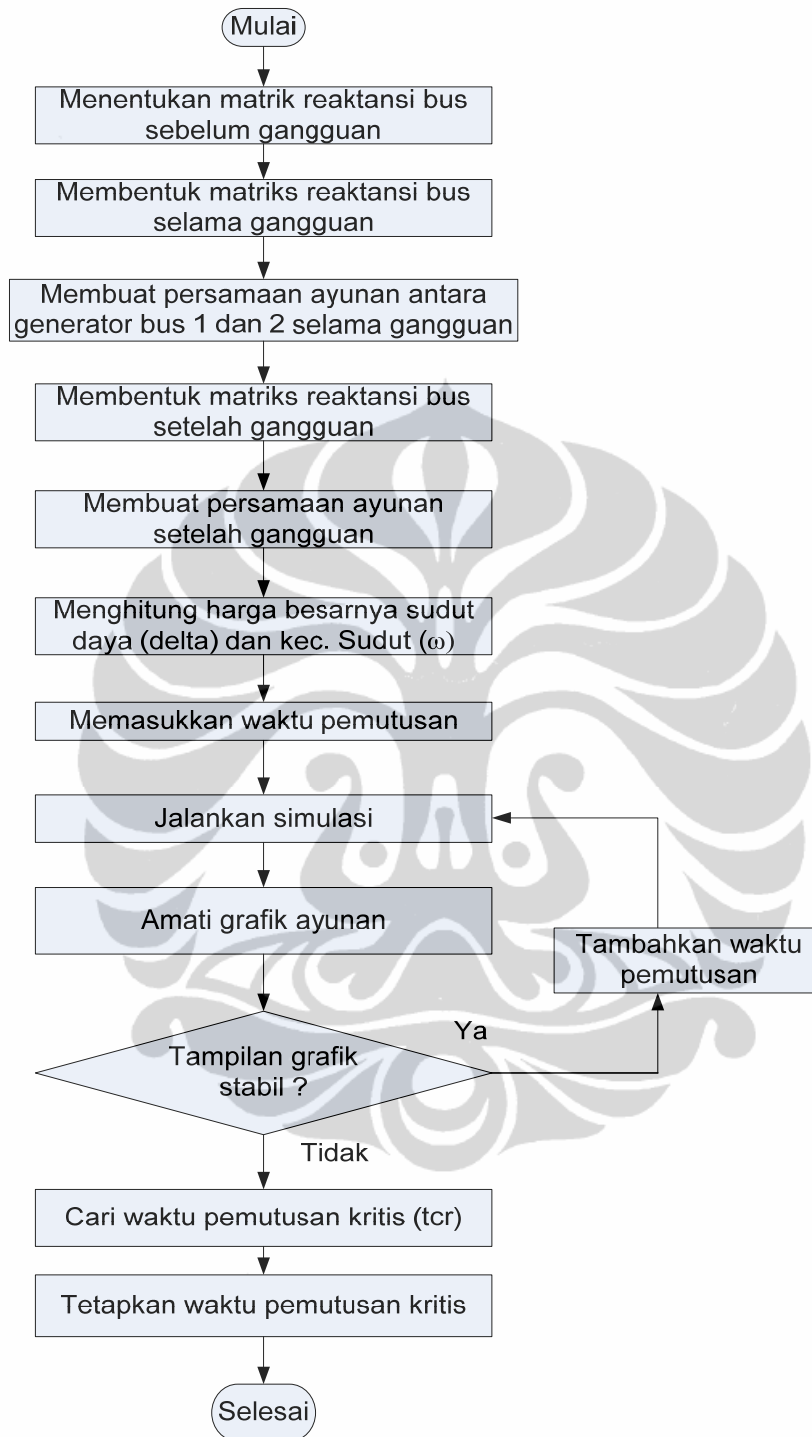 Mulai
Menentukan matrik reaktansi bus
sebelum gangguan
Membentuk matriks reaktansi bus
selama gangguan
Membuat persamaan ayunan antara
generator bus 1 dan 2 selama gangguan
Membentuk matriks reaktansi bus
setelah gangguan
Membuat persamaan ayunan
setelah gangguan
Menghitung harga besarnya sudut
daya (delta) dan kec. Sudut (ω)
Memasukkan waktu pemutusan
Jalankan simulasi
Amati grafik ayunan
Tambahkan waktu
pemutusan
Ya
Tampilan grafik
stabil ?
Tidak
Cari waktu pemutusan kritis (tcr)
Tetapkan waktu pemutusan kritis
Selesai